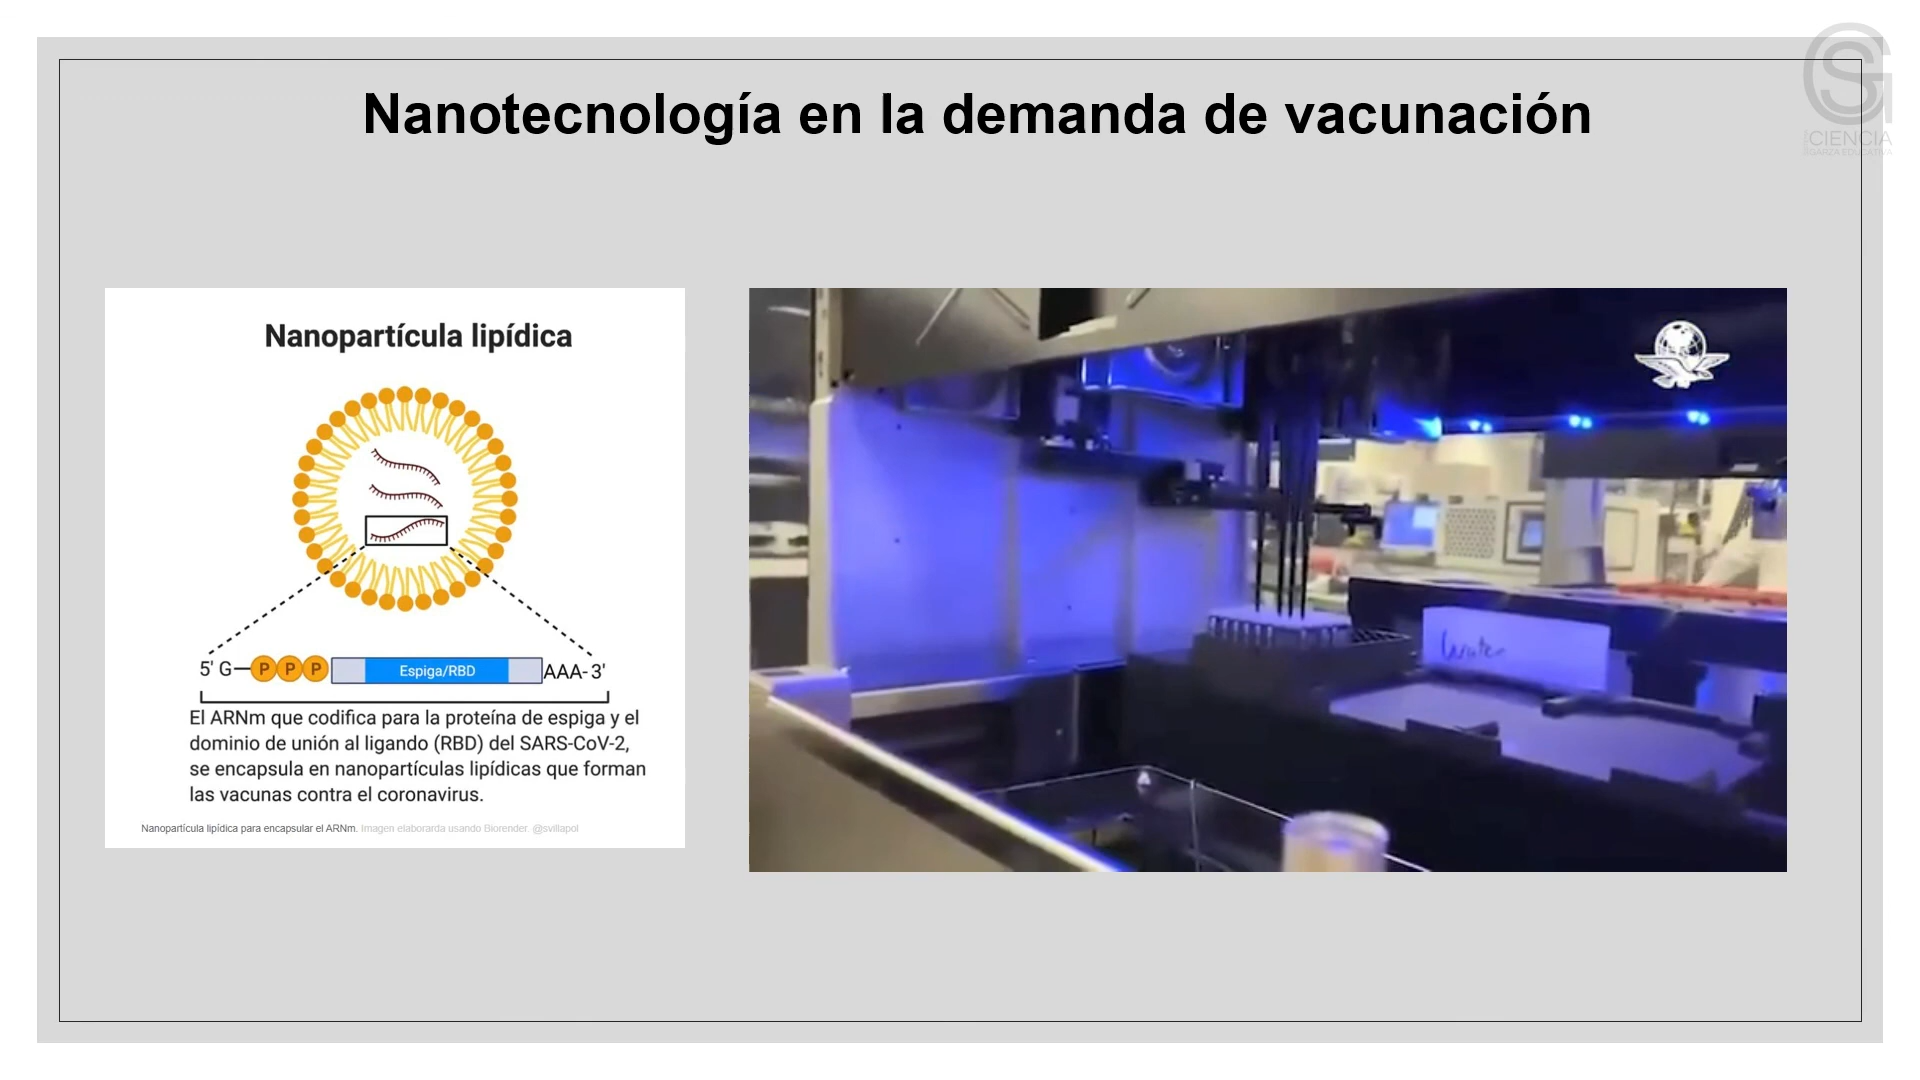 Nanotecnología en la demanda de vacunación
CIENCIA
Nanopartícula lipídica
5' G
P P P
Espiga/RBD
AAA- 3'
El ARNm que codifica para la proteína de espiga y el
dominio de unión al ligando (RBD) del SARS-CoV-2,
se encapsula en nanopartículas lipídicas que forman
las vacunas contra el coronavirus.
Nanopartícula lipídica para encapsular el ARNm. Imagen elaborarda usando Biorender. @svillapol